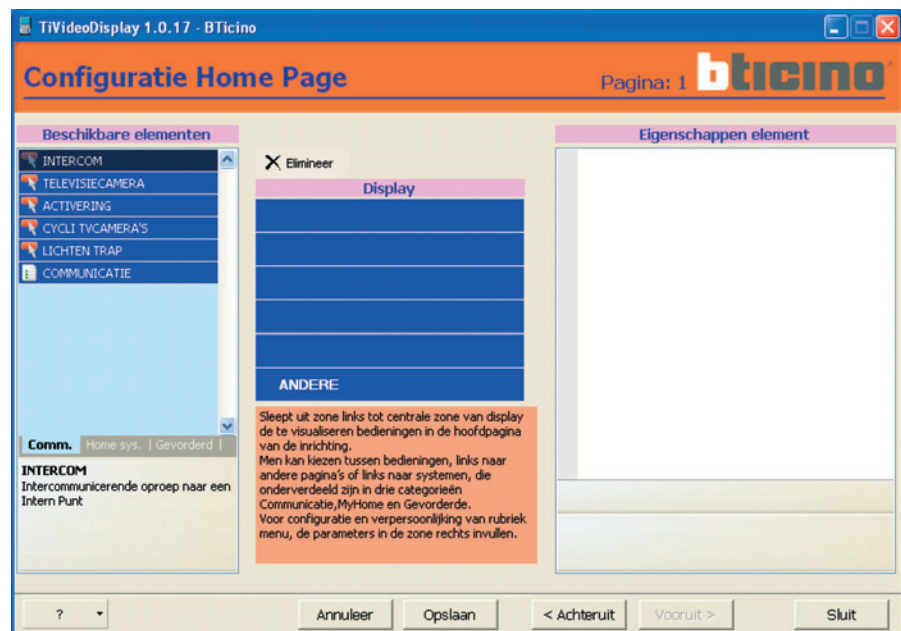 TiVideoDisplay 1.0.17 - BTicino
Configuratie Home Page
Pagina: 1
bticino
Beschikbare elementen
INTERCOM
TELEVISIECAMERA
ACTIVERING
CYCLI TVCAMERA'S
LICHTEN TRAP
COMMUNICATIE
Comm. Home sys. | Gevorderd |
INTERCOM
Intercommunicerende oproep naar een
Intern Punt
Elimineer
Display
ANDERE
Sleept uit zone links tot centrale zone van display
de te visualiseren bedieningen in de hoofdpagina
van de inrichting.
Men kan kiezen tussen bedieningen, links naar
andere pagina's of links naar systemen, die
onderverdeeld zijn in drie categorieën
Communicatie,MyHome en Gevorderde.
Voor configuratie en verpersoonlijking van rubriek
menu, de parameters in de zone rechts invullen.
Eigenschappen element
?
Annuleer
Opslaan
< Achteruit
Vooruit >
Sluit